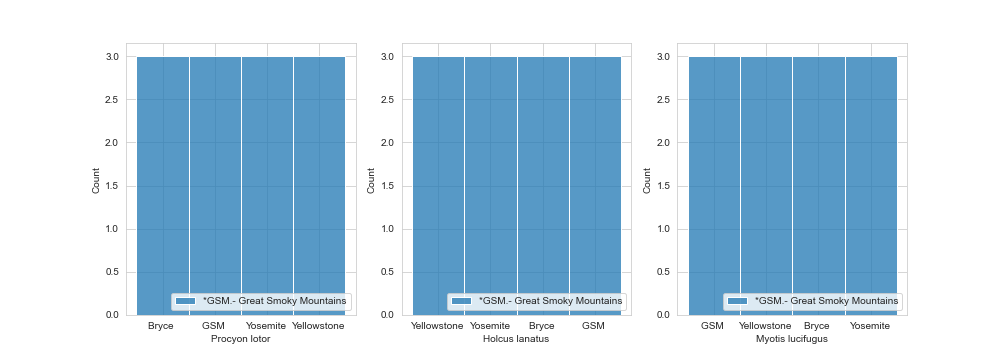 3.0
2.5
2.0
1.5
1.0
0.5
0.0
Count
*GSM.- Great Smoky Mountains
Bryce GSM Yosemite Yellowstone
Procyon lotor
3.0
2.5
2.0
1.5
1.0
0.5
0.0
Count
*GSM.- Great Smoky Mountains
Yellowstone Yosemite Bryce GSM
Holcus lanatus
3.0
2.5
2.0
1.5
1.0
0.5
0.0
Count
*GSM.- Great Smoky Mountains
GSM Yellowstone Bryce Yosemite
Myotis lucifugus